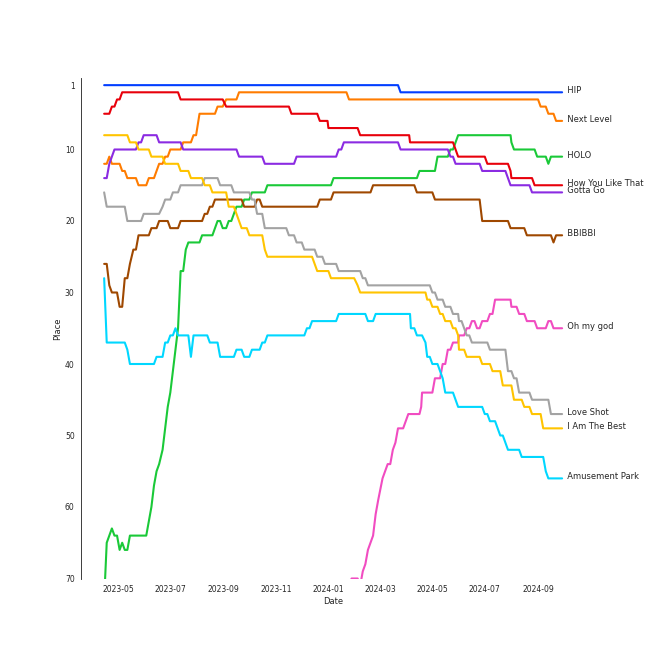 1
10
20
30
40
50
60
70
Place
2023-05
2023-07
2023-09
2023-11
2024-01
2024-03
2024-05
2024-07
2024-09
Date
HIP
Next Level
HOLO
How You Like That
Gotta Go
BBIBBI
Oh my god
Love Shot
I Am The Best
Amusement Park